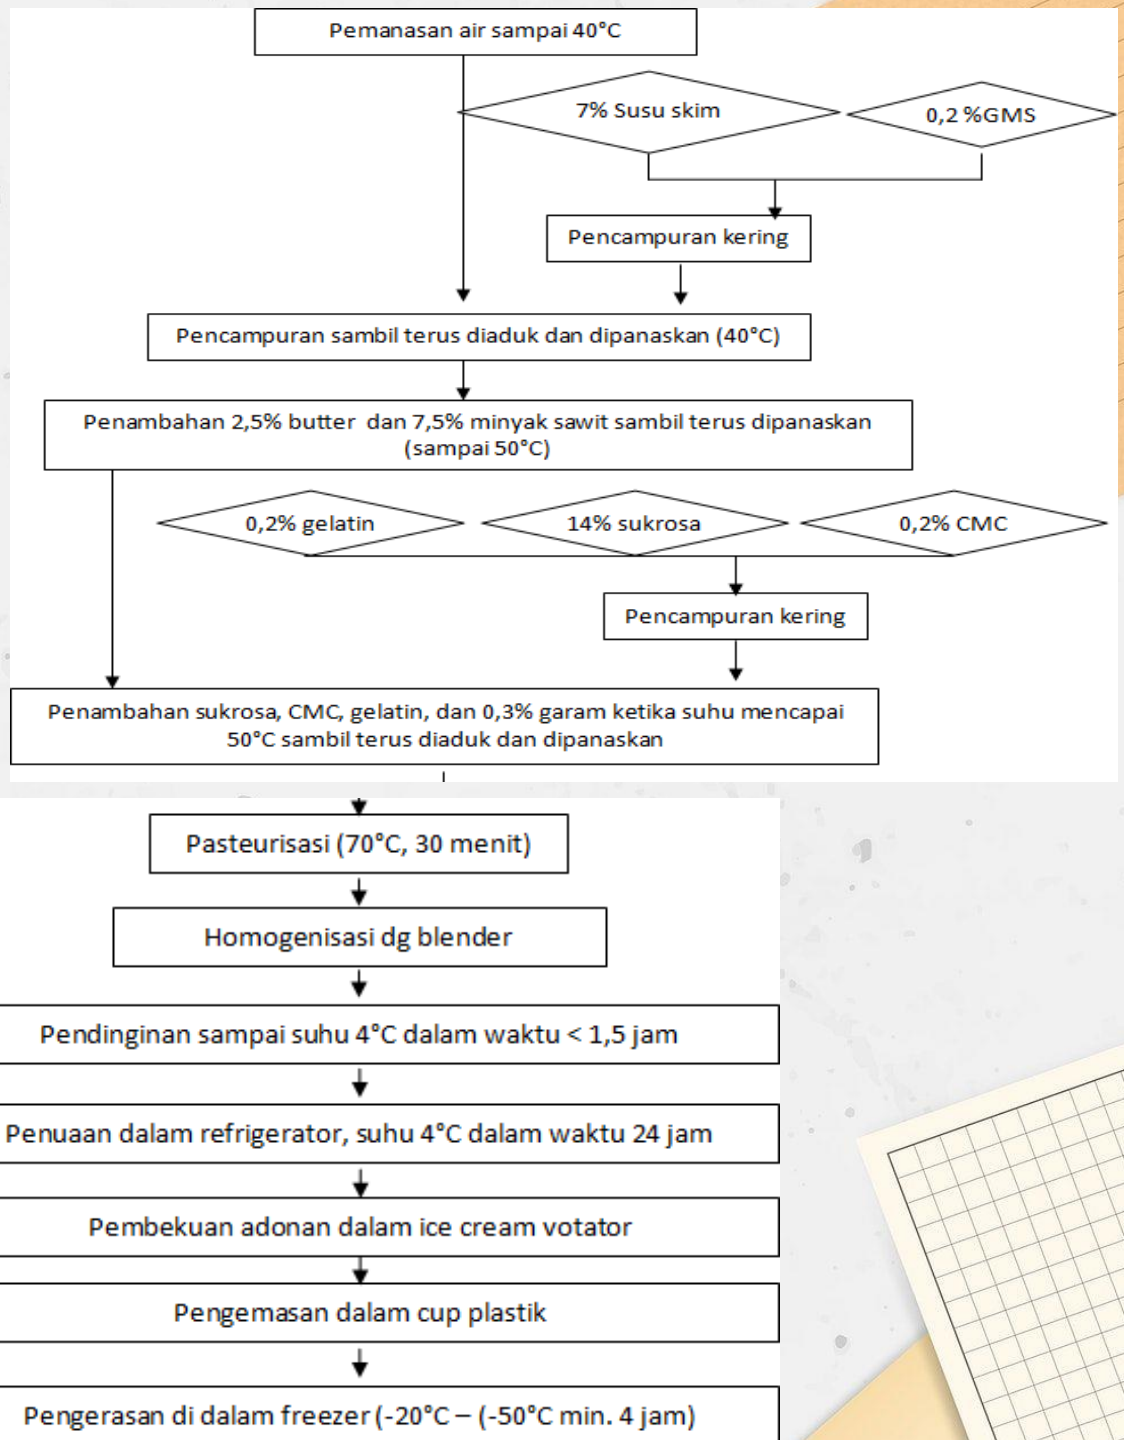 Pemanasan air sampai 40°C
7% Susu skim
0,2 %GMS
Pencampuran kering
Pencampuran sambil terus diaduk dan dipanaskan (40°C)
Penambahan 2,5% butter dan 7,5% minyak sawit sambil terus dipanaskan
(sampai 50°C)
0,2% gelatin
14% sukrosa
0,2% CMC
Pencampuran kering
Penambahan sukrosa, CMC, gelatin, dan 0,3% garam ketika suhu mencapai
50°C sambil terus diaduk dan dipanaskan
Pasteurisasi (70°C, 30 menit)
Homogenisasi dg blender
Pendinginan sampai suhu 4°C dalam waktu < 1,5 jam
Penuaan dalam refrigerator, suhu 4°C dalam waktu 24 jam
Pembekuan adonan dalam ice cream votator
Pengemasan dalam cup plastik
Pengerasan di dalam freezer (-20°C – (-50°C min. 4 jam)